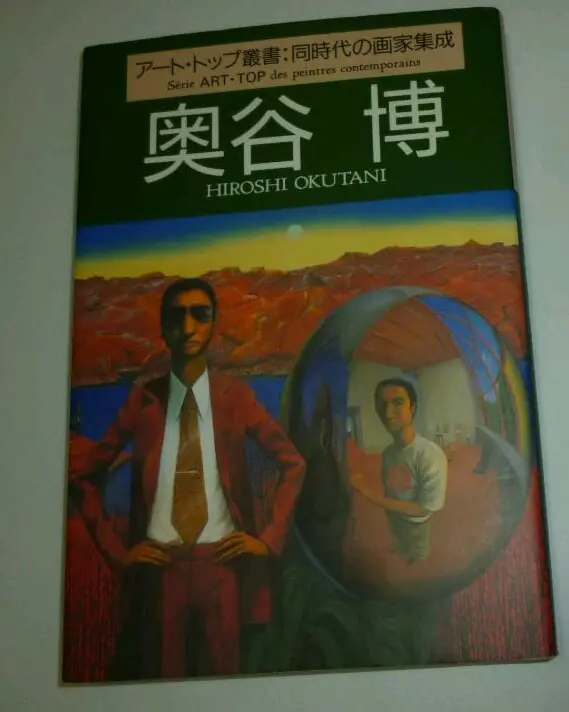 アート・トップ叢書:同時代の画家集成
Série ART・TOP des peintres contemporains
奥谷 博
HIROSHI OKUTANI